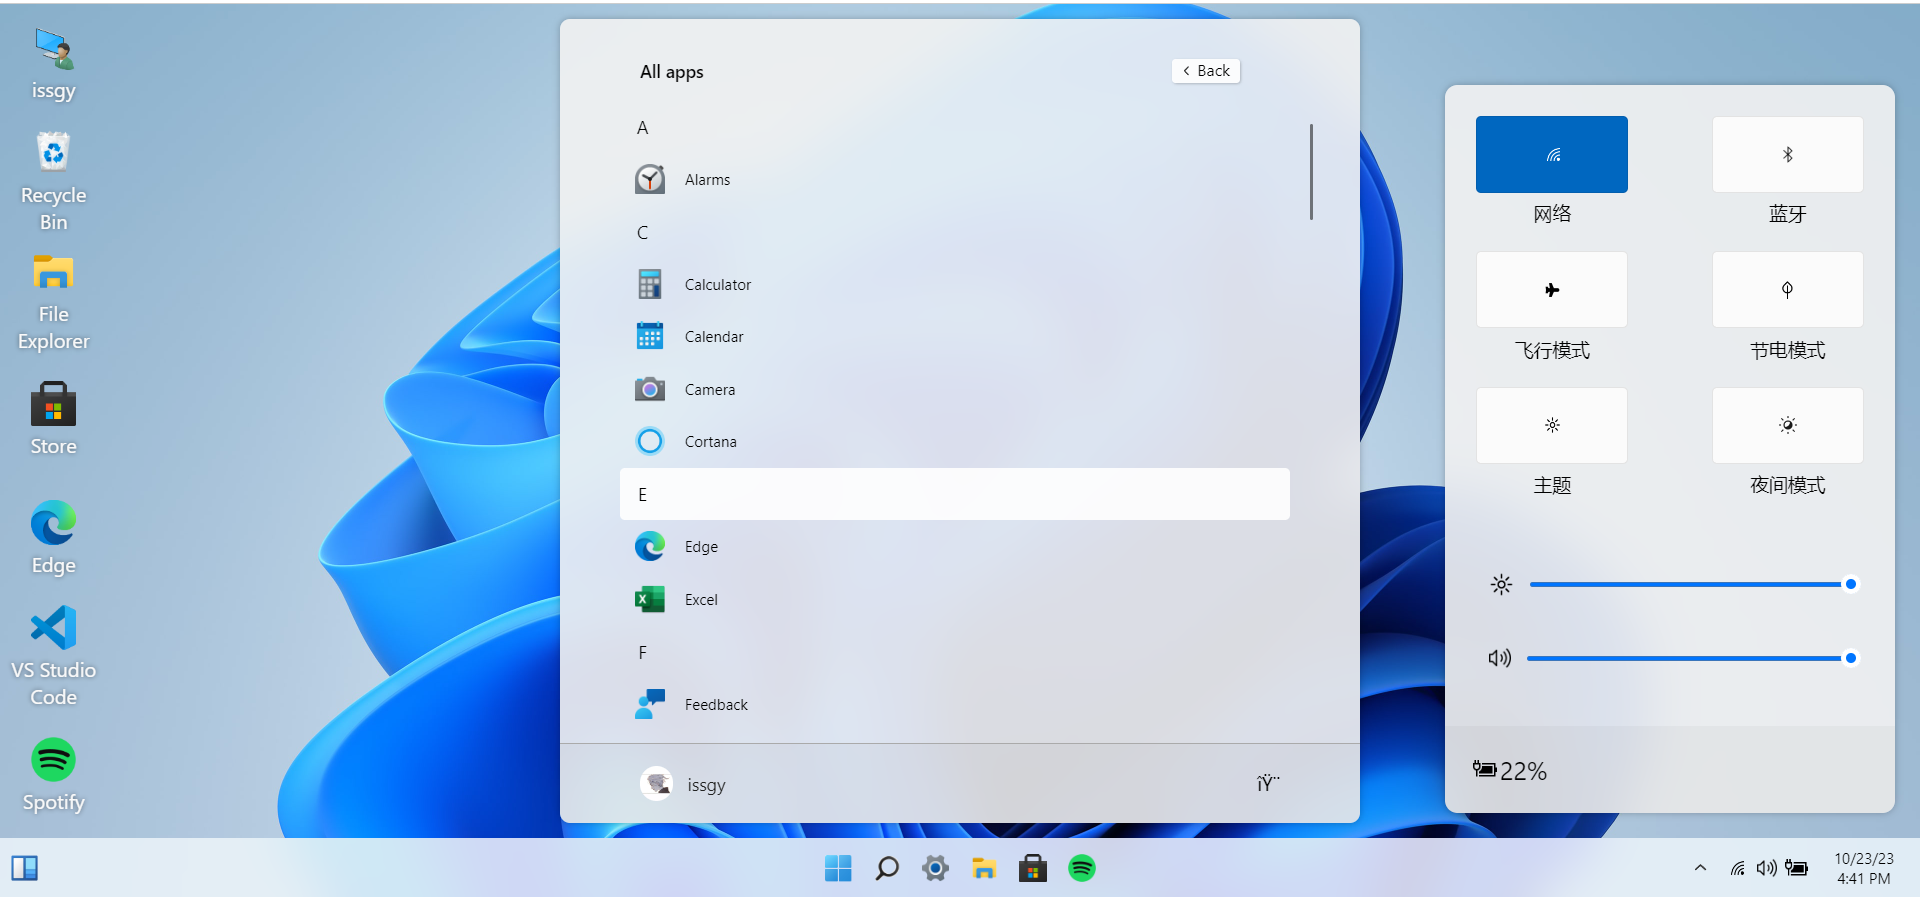 issgy
Recycle
Bin
File
Explorer
Store
Edge
VS Studio
Code
Spotify
All apps
Back
A
Alarms
C
Calculator
Calendar
Camera
Cortana
E
Edge
Excel
F
Feedback
issgy
îŸ¨
网络
蓝牙
飞行模式
节电模式
主题
夜间模式
22%
10/23/23
4:41 PM